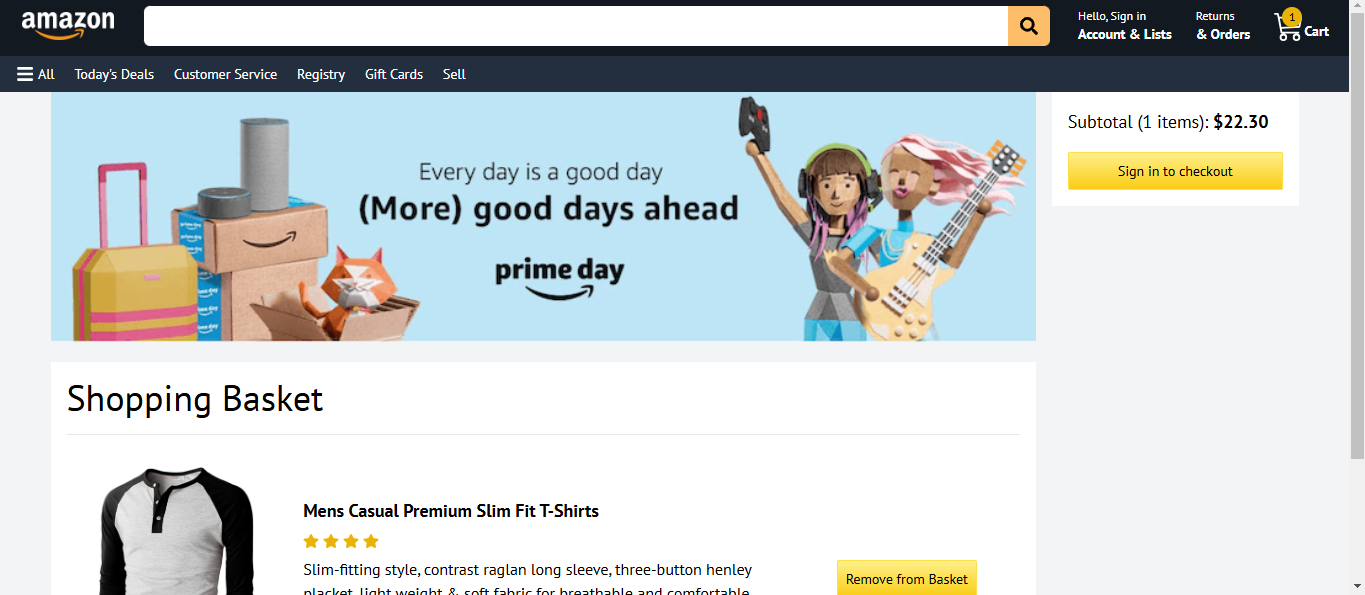 amazon
Hello, Sign in
Account & Lists
Returns
& Orders
1
Cart
All
Today's Deals
Customer Service
Registry
Gift Cards
Sell
Every day is a good day
(More) good days ahead
prime day
Subtotal (1 items): $22.30
Sign in to checkout
Shopping Basket
Mens Casual Premium Slim Fit T-Shirts
Slim-fitting style, contrast raglan long sleeve, three-button henley
placket, light weight & soft fabric for breathable and comfortable
Remove from Basket